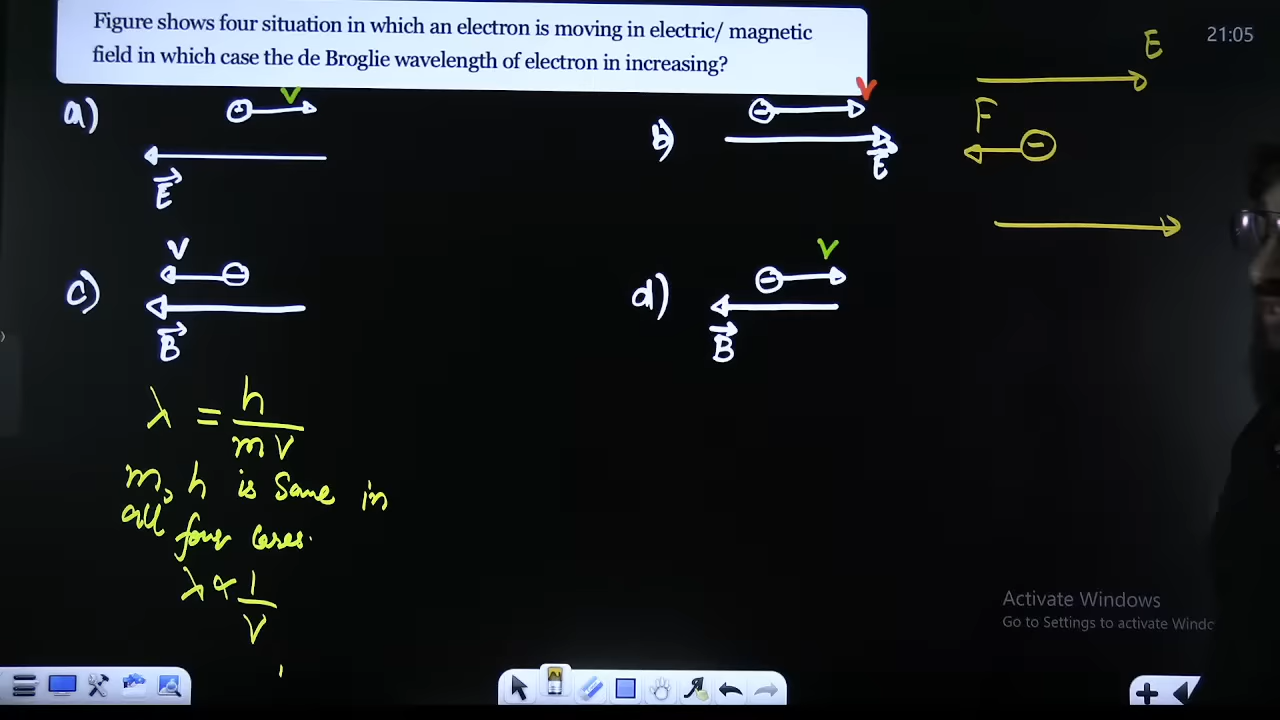 Figure shows four situation in which an electron is moving in electric/ magnetic
field in which case the de Broglie wavelength of electron in increasing?
21:05
a) V
E
b) V
E
E
F
c) V
B
d) V
B
λ = h / m v
m, h is same in
all four cases.
λ ∝ 1 / v
Activate Windows
Go to Settings to activate Windc